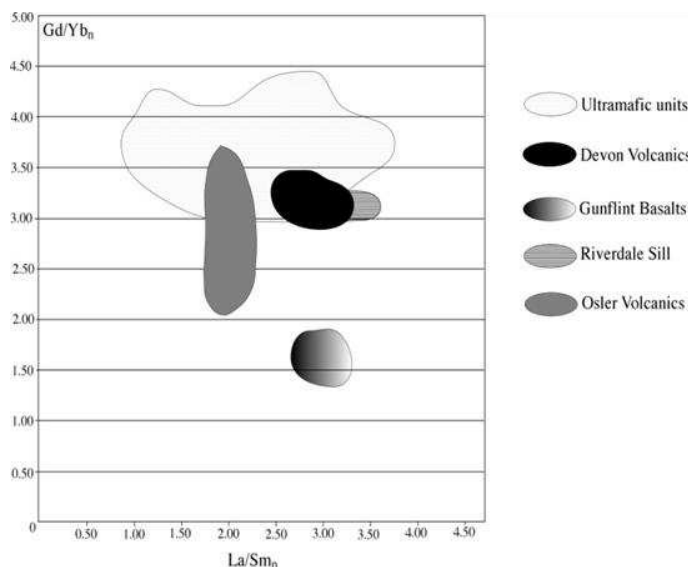 5.00
Gd/Ybn
4.50
4.00
3.50
3.00
2.50
2.00
1.50
1.00
0.50
0
0.50 1.00 1.50 2.00 2.50 3.00 3.50 4.00 4.50
La/Smn
Ultramafic units
Devon Volcanics
Gunflint Basalts
Riverdale Sill
Osler Volcanics